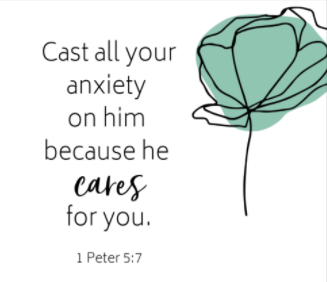 Cast all your
anxiety
on him
because he
cares
for you.
1 Peter 5:7